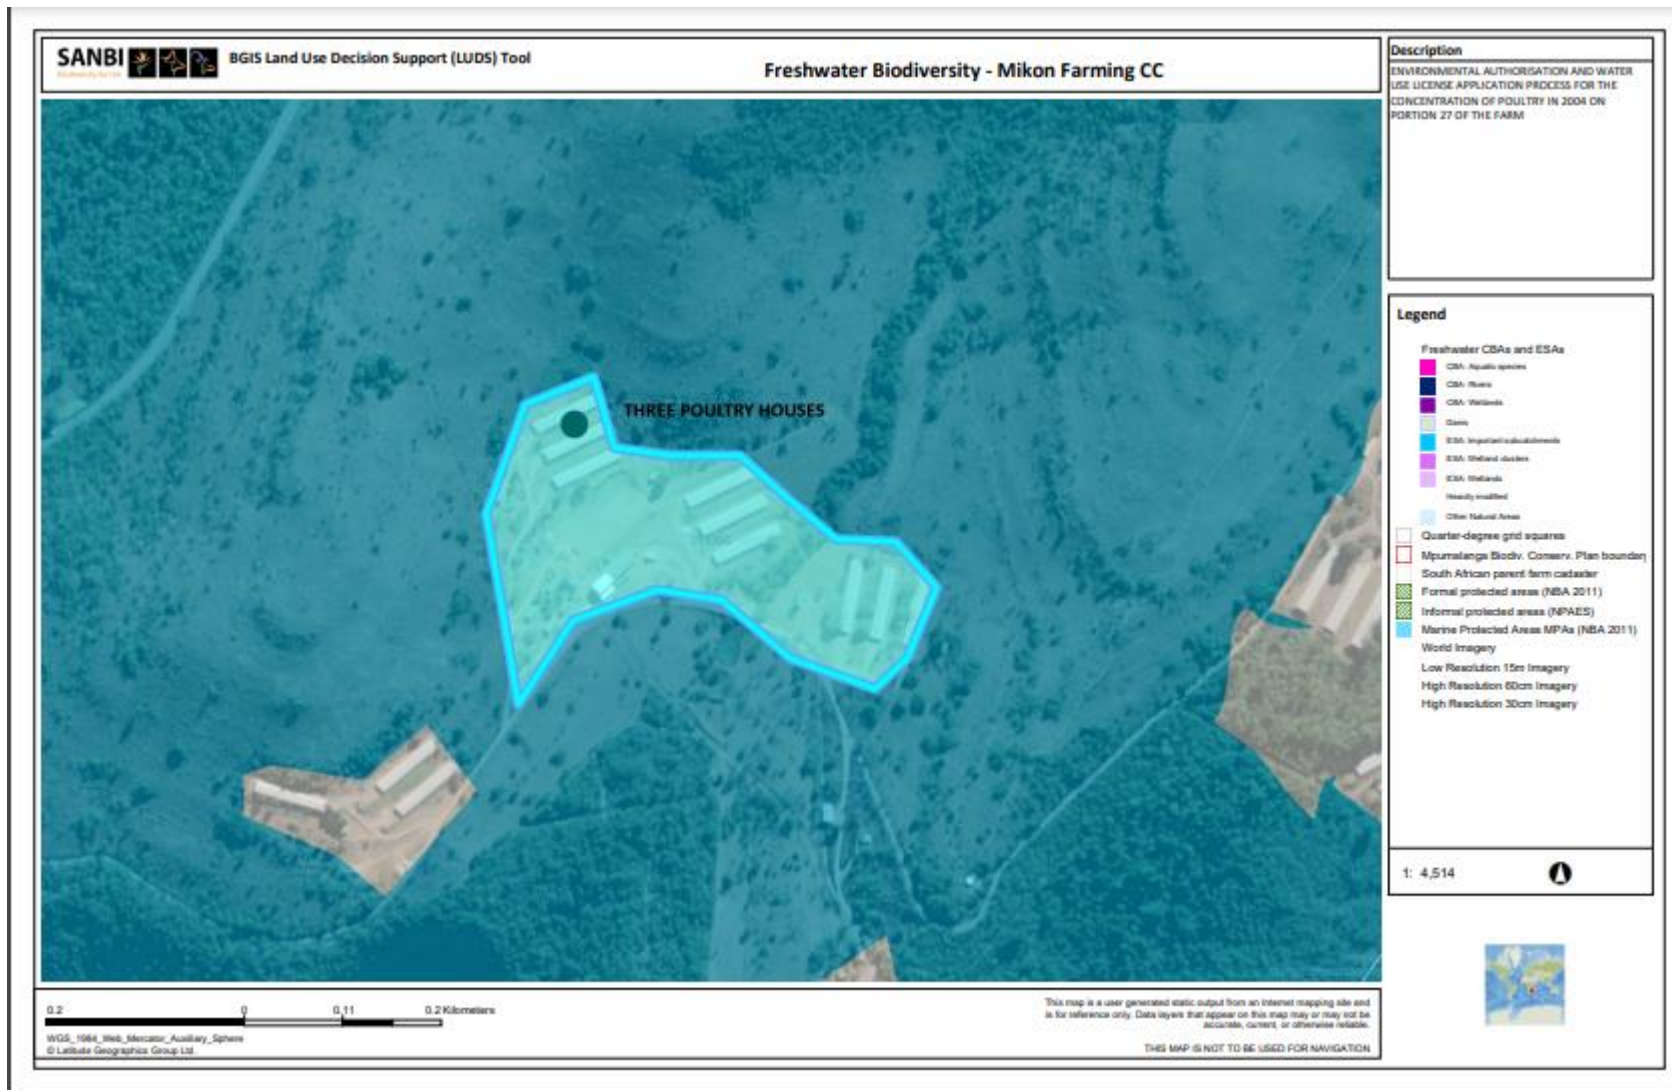 SANBI
Biodiversity for Life
BGIS Land Use Decision Support (LUDS) Tool
Freshwater Biodiversity - Mikon Farming CC
Description
ENVIRONMENTAL AUTHORISATION AND WATER
USE LICENSE APPLICATION PROCESS FOR THE
CONCENTRATION OF POULTRY IN 2004 ON
PORTION 27 OF THE FARM
THREE POULTRY HOUSES
Legend
Freshwater CBAs and ESAs
CBA: Aquatic species
CBA: Rivers
CBA: Wetlands
Dams
ESA: Important subcatchments
ESA: Wetland clusters
ESA: Wetlands
Heavily modified
Other Natural Areas
Quarter-degree grid squares
Mpumalanga Biodiv. Conserv. Plan boundary
South African parent farm cadaster
Formal protected areas (NBA 2011)
Informal protected areas (NPAES)
Marine Protected Areas MPAs (NBA 2011)
World Imagery
Low Resolution 15m Imagery
High Resolution 60cm Imagery
High Resolution 30cm Imagery
1: 4,514
0.2 0 0.11 0.2 Kilometers
WGS_1984_Web_Mercator_Auxiliary_Sphere
© Latitude Geographics Group Ltd.
This map is a user generated static output from an Internet mapping site and
is for reference only. Data layers that appear on this map may or may not be
accurate, current, or otherwise reliable.
THIS MAP IS NOT TO BE USED FOR NAVIGATION